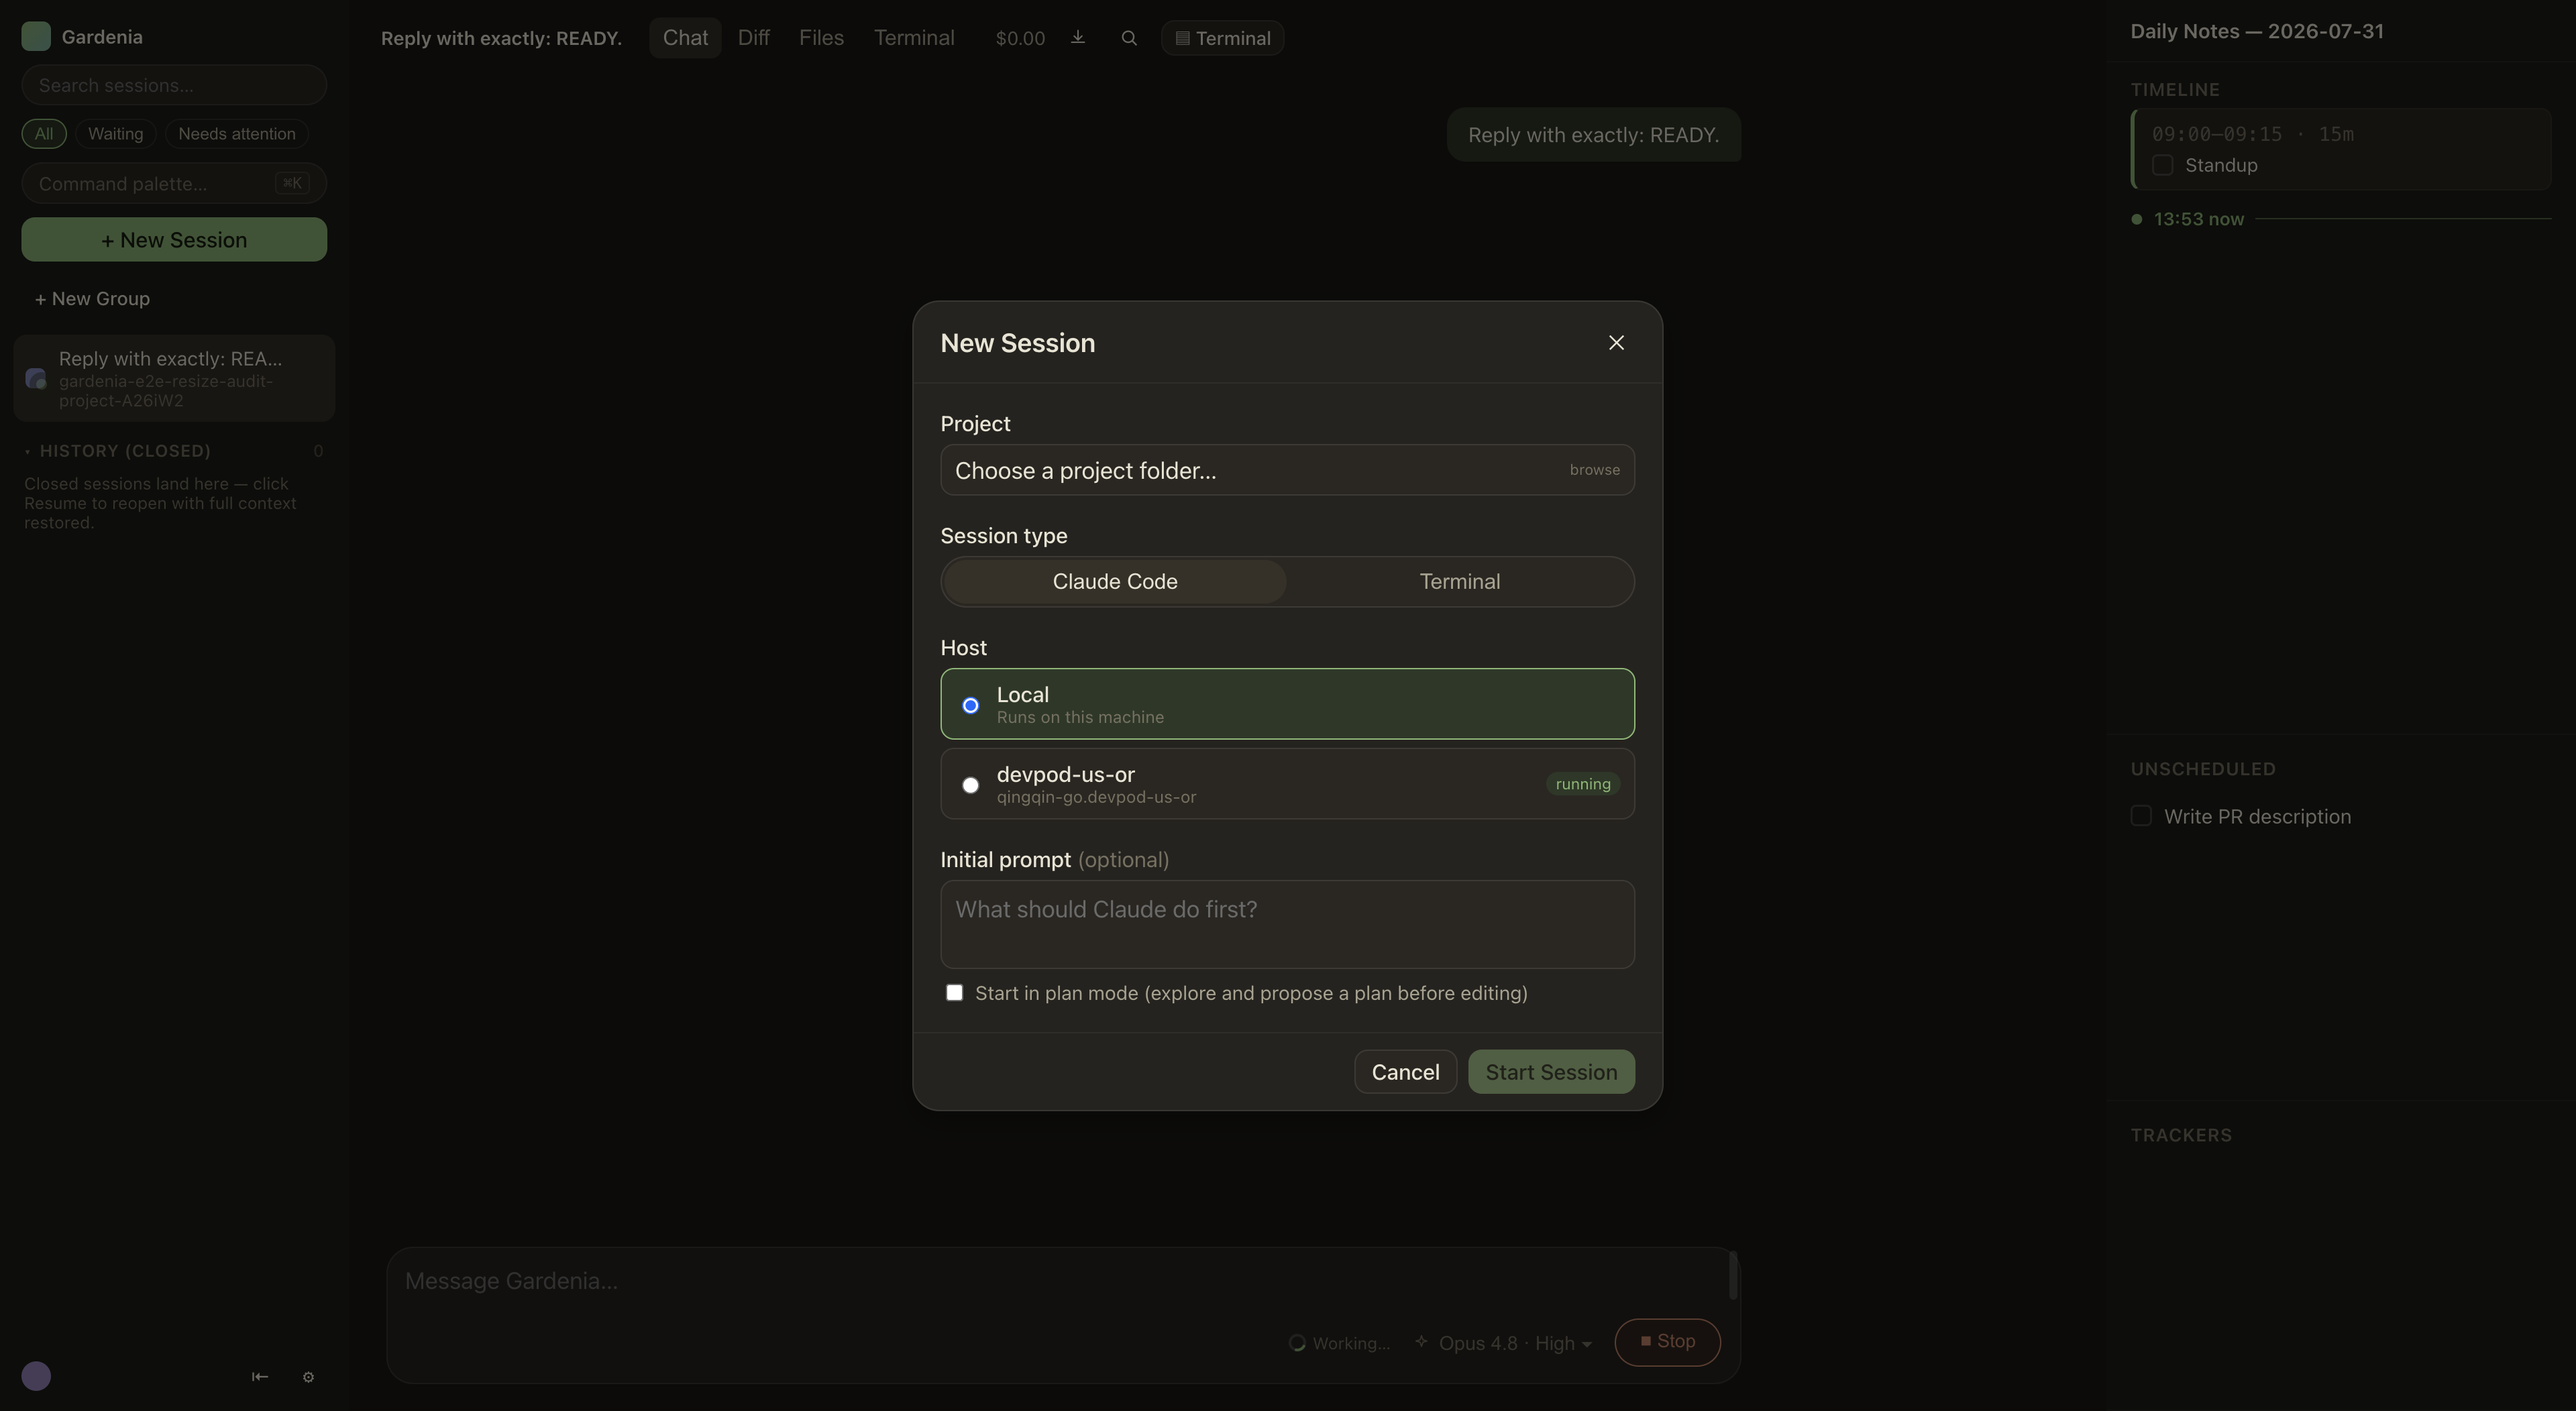 Gardenia
Search sessions...
All
Waiting
Needs attention
Command palette...
⌘K
+ New Session
+ New Group
Reply with exactly: REA...
gardenia-e2e-resize-audit-
project-A26iW2
HISTORY (CLOSED)
0
Closed sessions land here — click
Resume to reopen with full context
restored.
Reply with exactly: READY.
Chat
Diff
Files
Terminal
$0.00
Terminal
Reply with exactly: READY.
New Session
Project
Choose a project folder...
browse
Session type
Claude Code
Terminal
Host
Local
Runs on this machine
devpod-us-or
qingqin-go.devpod-us-or
running
Initial prompt (optional)
What should Claude do first?
Start in plan mode (explore and propose a plan before editing)
Cancel
Start Session
Message Gardenia...
Working...
Opus 4.8 · High
Stop
Daily Notes — 2026-07-31
TIMELINE
09:00–09:15 · 15m
Standup
13:53 now
UNSCHEDULED
Write PR description
TRACKERS